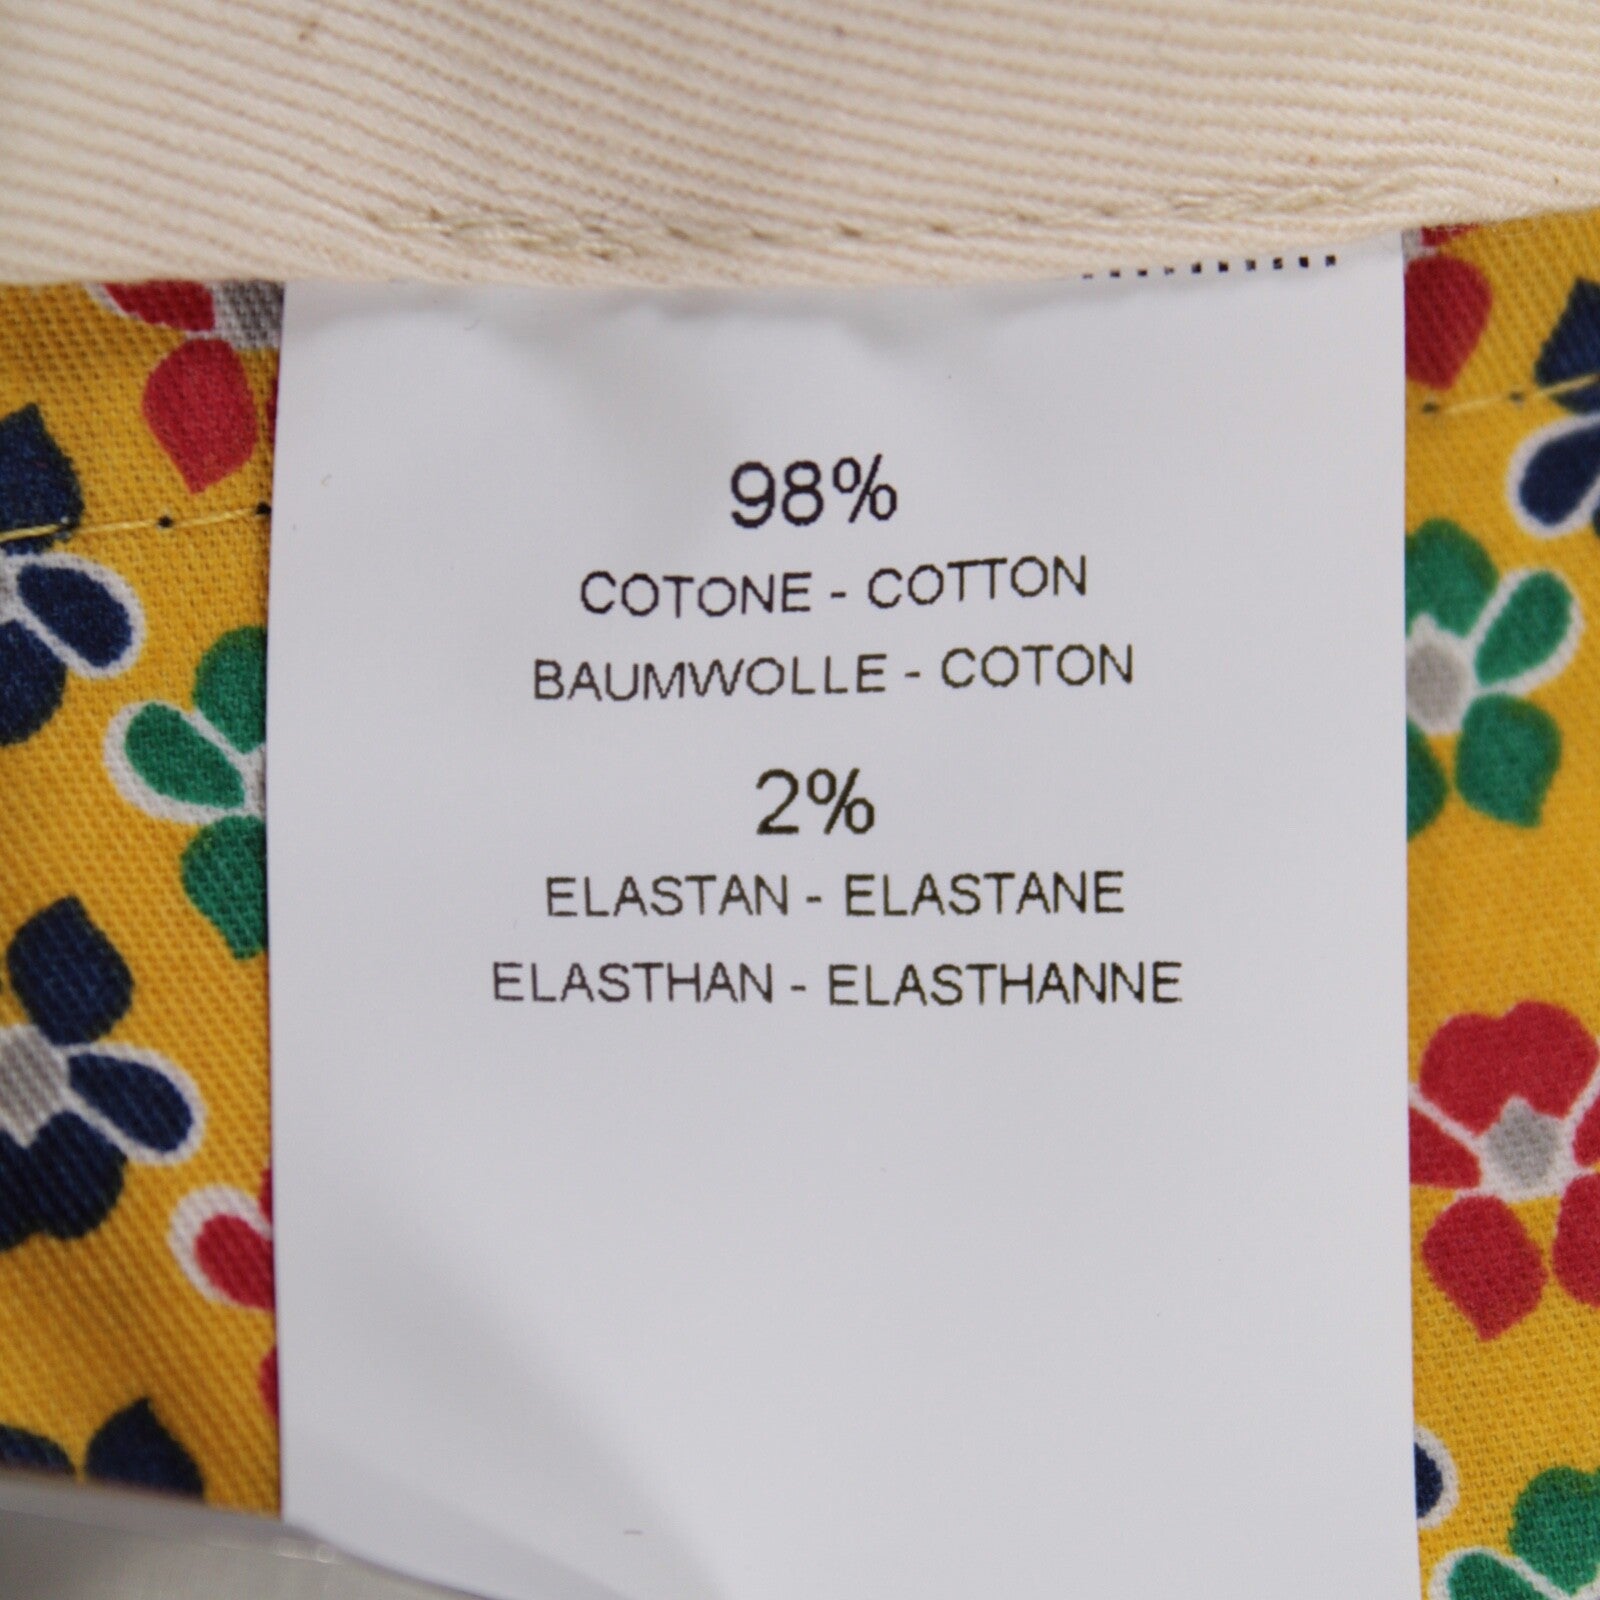 98%
COTONE - COTTON
BAUMWOLLE - COTON
2%
ELASTAN - ELASTANE
ELASTHAN - ELASTHANNE